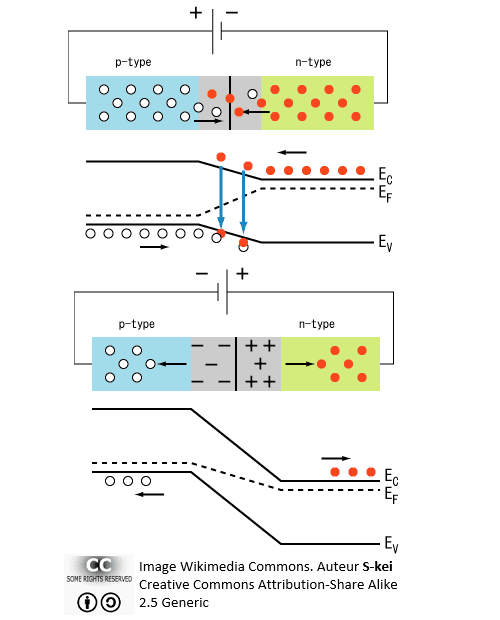 + −
p-type n-type
E_C
E_F
E_V
− +
p-type n-type
− − + +
− +
− − + +
E_C
E_F
E_V
CC
SOME RIGHTS RESERVED
Image Wikimedia Commons. Auteur S-kei
Creative Commons Attribution-Share Alike
2.5 Generic